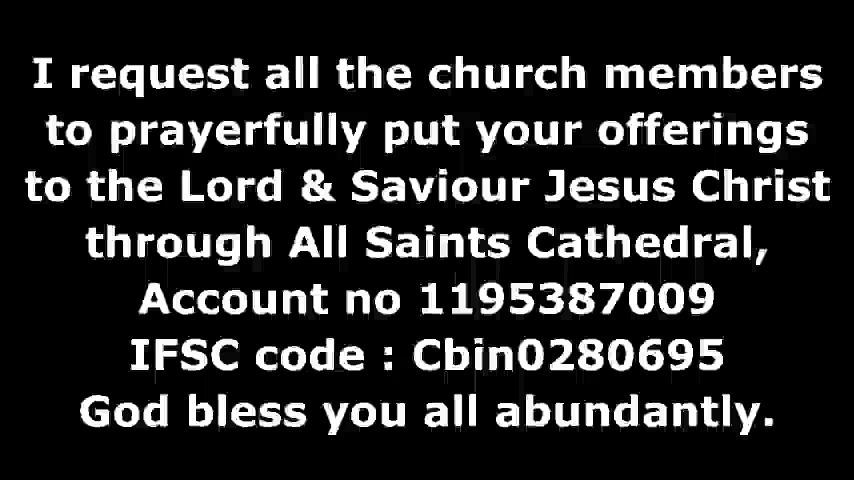 I request all the church members
to prayerfully put your offerings
to the Lord & Saviour Jesus Christ
through All Saints Cathedral,
Account no 1195387009
IFSC code : Cbin0280695
God bless you all abundantly.